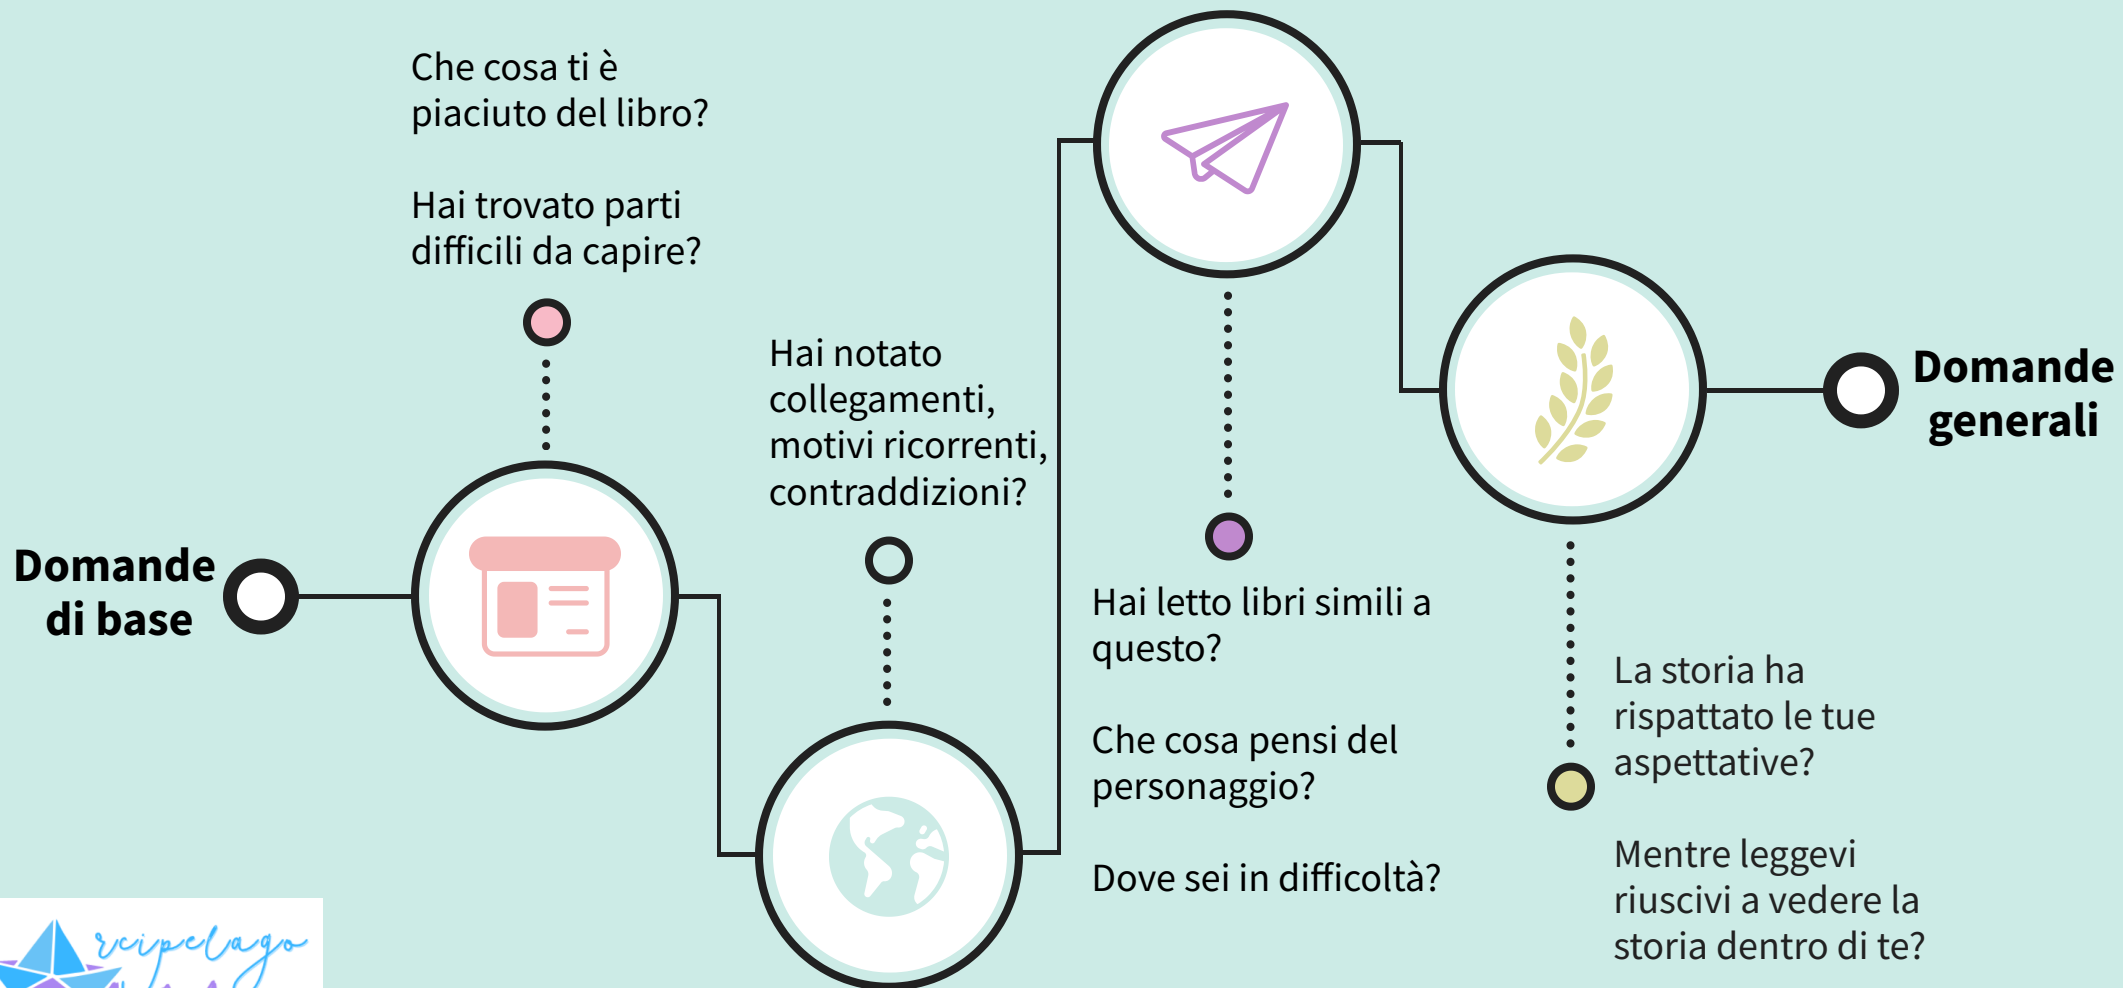 Che cosa ti è
piaciuto del libro?
Hai trovato parti
difficili da capire?
Hai notato
collegamenti,
motivi ricorrenti,
contraddizioni?
Domande
di base
Hai letto libri simili a
questo?
Che cosa pensi del
personaggio?
Dove sei in difficoltà?
Domande
generali
La storia ha
rispattato le tue
aspettative?
Mentre leggevi
riuscivi a vedere la
storia dentro di te?
rcipelago